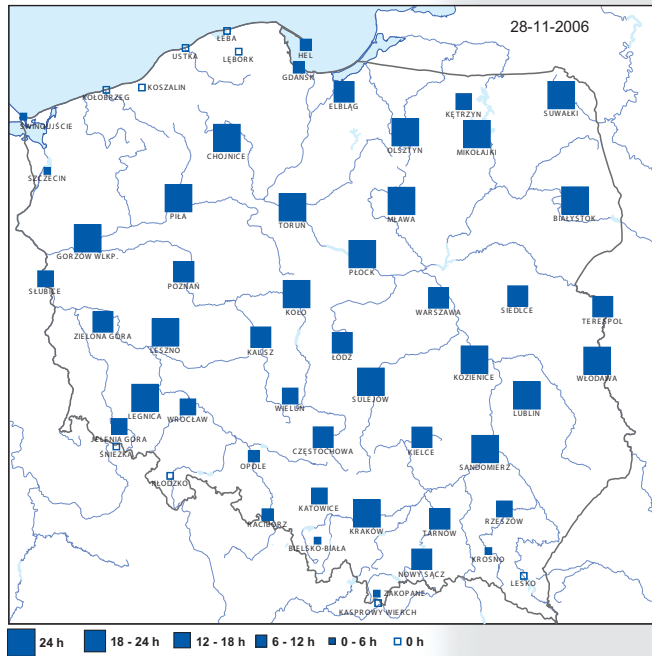 28-11-2006
ŁEBA
USTKA
HEL
LĘBORK
GDAŃSK
KOSZALIN
KOŁOBRZEG
ELBLĄG
KĘTRZYN
SUWAŁKI
ŚWINOUJŚCIE
OLSZTYN
MIKOŁAJKI
CHOJNICE
SZCZECIN
PIŁA
TORUŃ
MŁAWA
BIAŁYSTOK
GORZÓW WLKP.
PŁOCK
POZNAŃ
SŁUBICE
KOŁO
WARSZAWA
SIEDLCE
TERESPOL
ZIELONA GÓRA
LESZNO
KALISZ
ŁÓDŹ
KOZIENICE
WŁODAWA
SULEJÓW
LEGNICA
WIELUŃ
LUBLIN
WROCŁAW
JELENIA GÓRA
ŚNIEŻKA
CZĘSTOCHOWA
KIELCE
SANDOMIERZ
OPOLE
KŁODZKO
KATOWICE
RACIBÓRZ
KRAKÓW
TARNÓW
RZESZÓW
BIELSKO-BIAŁA
KROSNO
NOWY SĄCZ
LESKO
ZAKOPANE
KASPROWY WIERCH
24 h 18 - 24 h 12 - 18 h 6 - 12 h 0 - 6 h 0 h